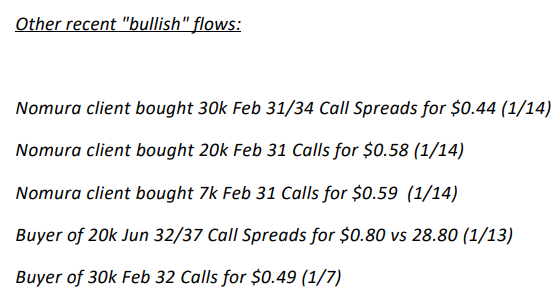 Other recent "bullish" flows:
Nomura client bought 30k Feb 31/34 Call Spreads for $0.44 (1/14)
Nomura client bought 20k Feb 31 Calls for $0.58 (1/14)
Nomura client bought 7k Feb 31 Calls for $0.59  (1/14)
Buyer of 20k Jun 32/37 Call Spreads for $0.80 vs 28.80 (1/13)
Buyer of 30k Feb 32 Calls for $0.49 (1/7)